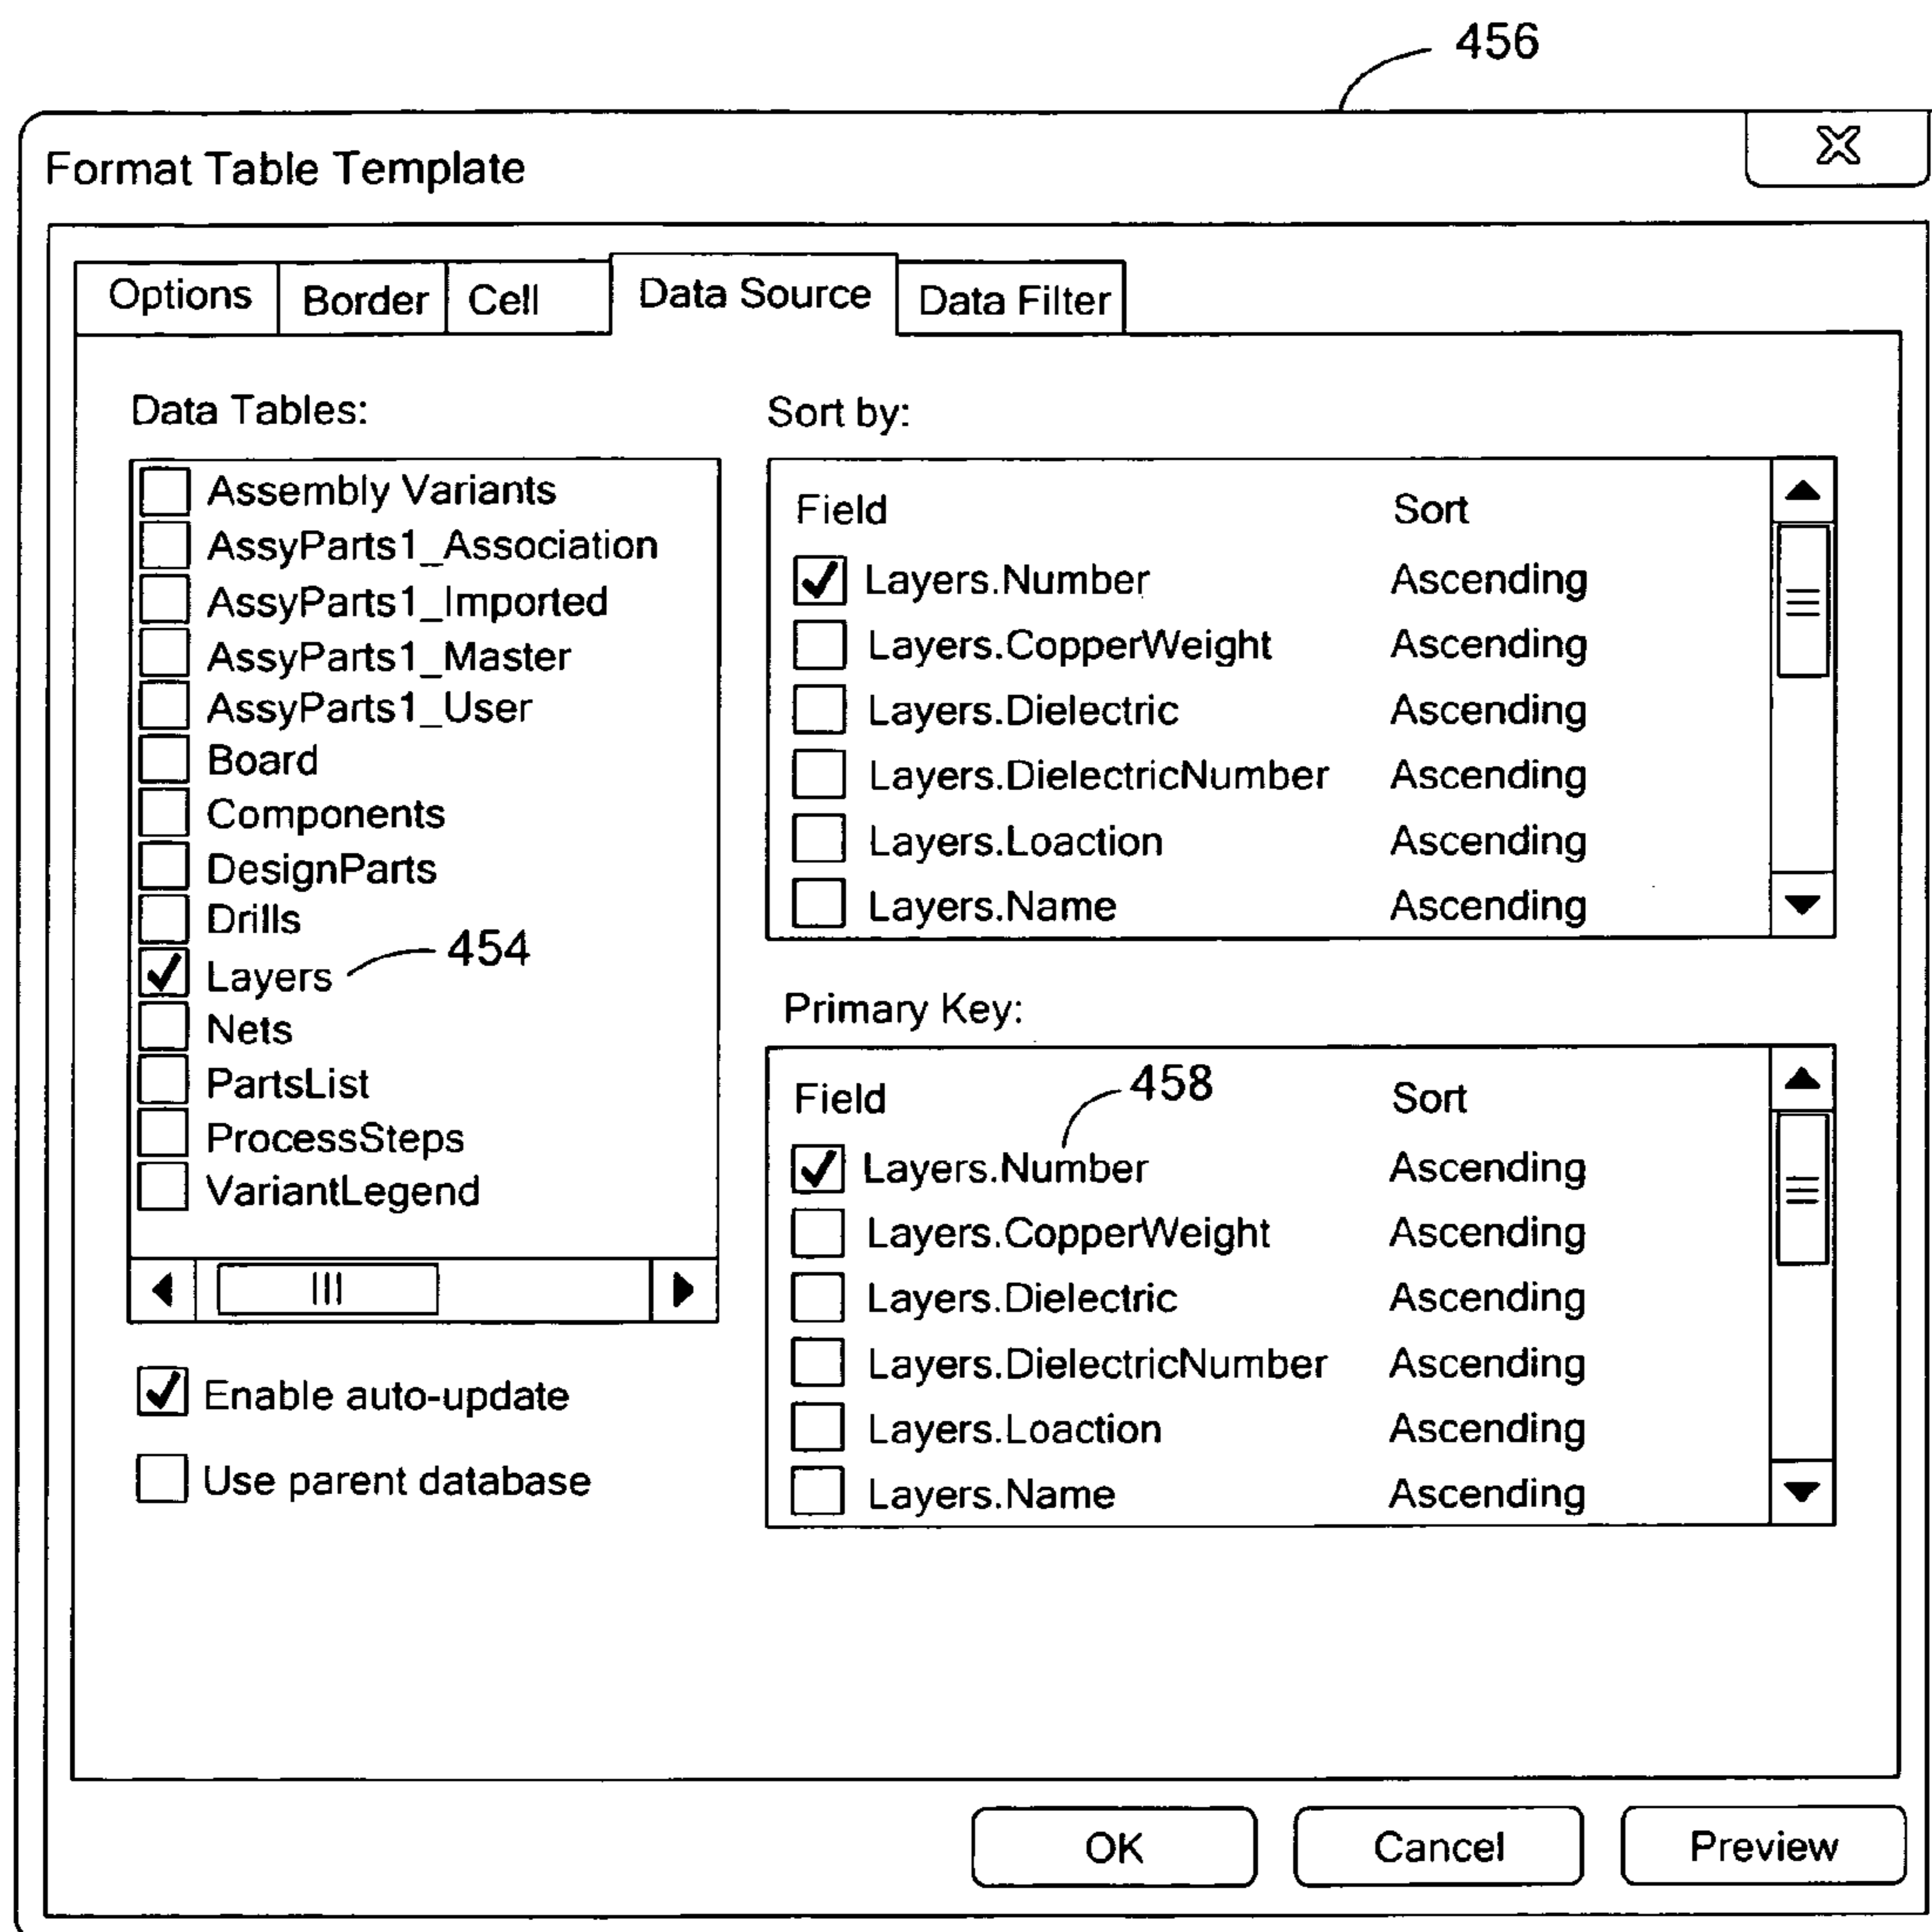 456
Format Table Template
Options Border Cell Data Source Data Filter
Data Tables:
Assembly Variants
AssyParts1_Association
AssyParts1_Imported
AssyParts1_Master
AssyParts1_User
Board
Components
DesignParts
Drills
Layers 454
Nets
PartsList
ProcessSteps
VariantLegend
Enable auto-update
Use parent database
Sort by:
Field Sort
Layers.Number Ascending
Layers.CopperWeight Ascending
Layers.Dielectric Ascending
Layers.DielectricNumber Ascending
Layers.Loaction Ascending
Layers.Name Ascending
Primary Key:
Field 458 Sort
Layers.Number Ascending
Layers.CopperWeight Ascending
Layers.Dielectric Ascending
Layers.DielectricNumber Ascending
Layers.Loaction Ascending
Layers.Name Ascending
OK Cancel Preview